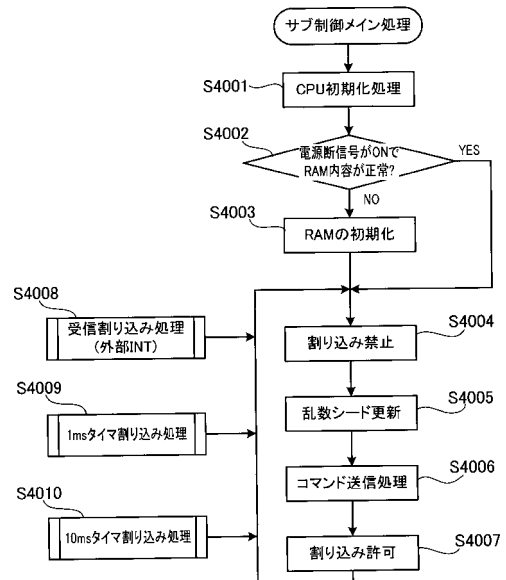 サブ制御メイン処理
S4001
CPU初期化処理
S4002
電源断信号がONで
RAM内容が正常?
YES
NO
S4003
RAMの初期化
S4008
受信割り込み処理
(外部INT)
S4004
割り込み禁止
S4009
1msタイマ割り込み処理
S4005
乱数シード更新
S4006
コマンド送信処理
S4010
10msタイマ割り込み処理
S4007
割り込み許可